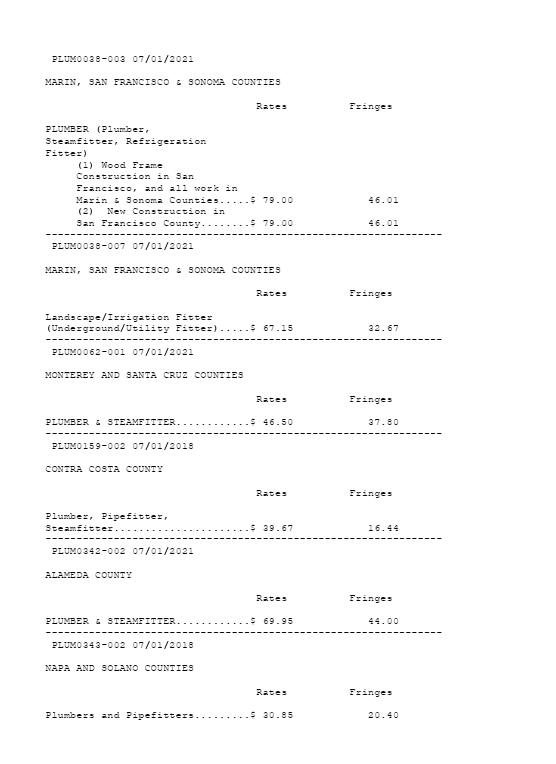 PLUM0038-003 07/01/2021
MARIN, SAN FRANCISCO & SONOMA COUNTIES
Rates Fringes
PLUMBER (Plumber,
Steamfitter, Refrigeration
Fitter)
(1) Wood Frame
Construction in San
Francisco, and all work in
Marin & Sonoma Counties.....$ 79.00 46.01
(2) New Construction in
San Francisco County........$ 79.00 46.01
----------------------------------------------------------------
PLUM0038-007 07/01/2021
MARIN, SAN FRANCISCO & SONOMA COUNTIES
Rates Fringes
Landscape/Irrigation Fitter
(Underground/Utility Fitter).....$ 67.15 32.67
----------------------------------------------------------------
PLUM0062-001 07/01/2021
MONTEREY AND SANTA CRUZ COUNTIES
Rates Fringes
PLUMBER & STEAMFITTER............$ 46.50 37.80
----------------------------------------------------------------
PLUM0159-002 07/01/2018
CONTRA COSTA COUNTY
Rates Fringes
Plumber, Pipefitter,
Steamfitter......................$ 39.67 16.44
----------------------------------------------------------------
PLUM0342-002 07/01/2021
ALAMEDA COUNTY
Rates Fringes
PLUMBER & STEAMFITTER............$ 69.95 44.00
----------------------------------------------------------------
PLUM0343-002 07/01/2018
NAPA AND SOLANO COUNTIES
Rates Fringes
Plumbers and Pipefitters.........$ 30.85 20.40